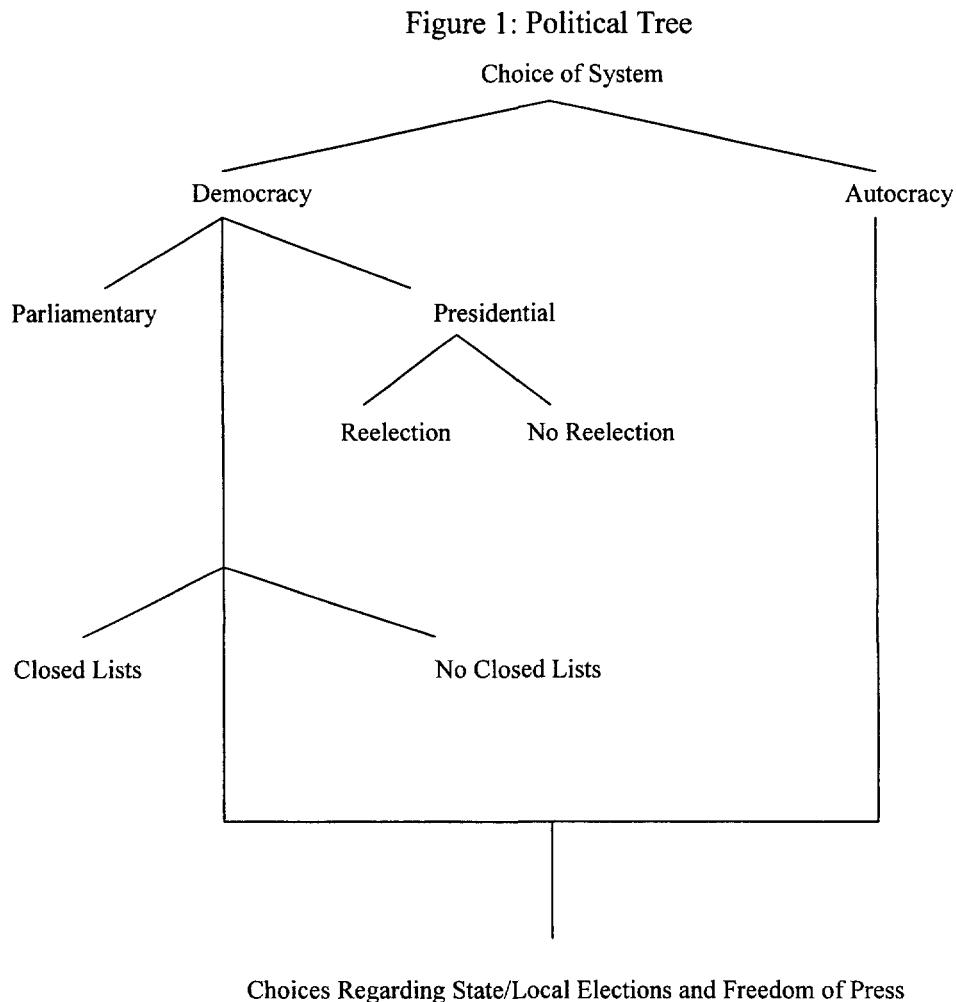 Figure 1: Political Tree
Choice of System
Democracy
Autocracy
Parliamentary
Presidential
Reelection
No Reelection
Closed Lists
No Closed Lists
Choices Regarding State/Local Elections and Freedom of Press